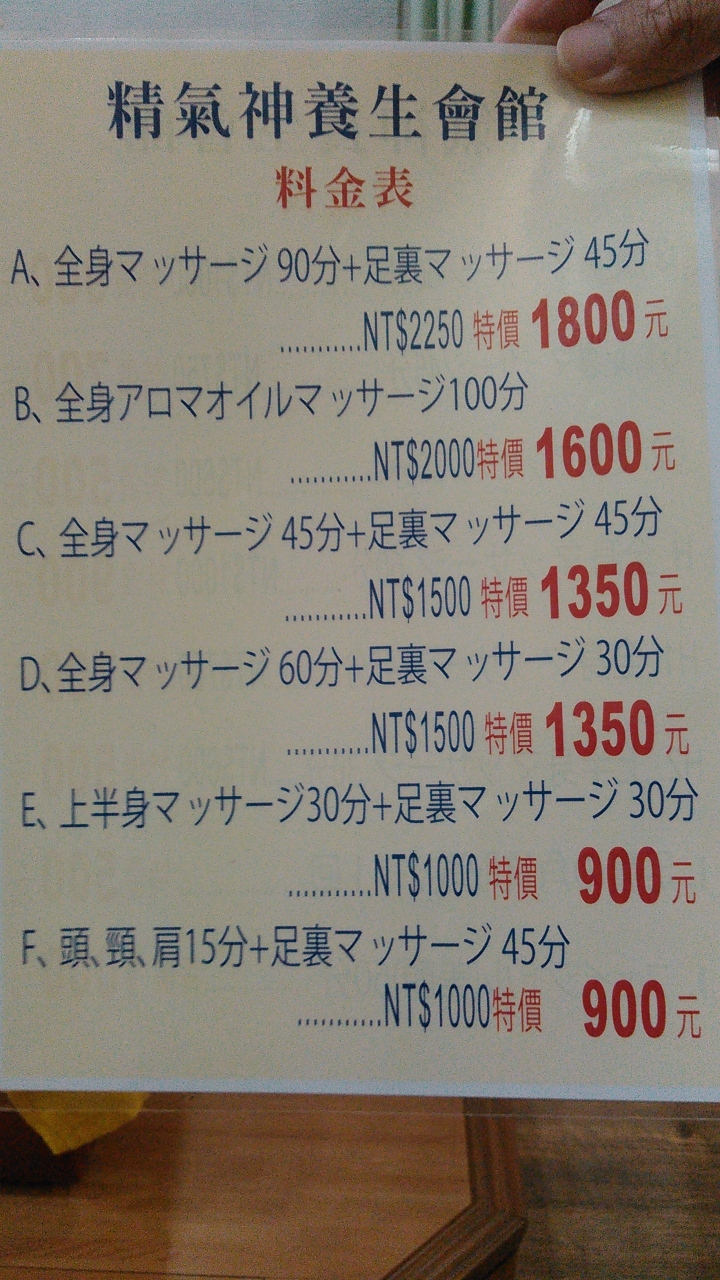 精氣神養生會館
料金表
A、全身マッサージ 90分+足裏マッサージ 45分
...........NT$2250 特價 1800 元
B、全身アロマオイルマッサージ100分
...........NT$2000特價 1600 元
C、全身マッサージ 45分+足裏マッサージ 45分
...........NT$1500 特價 1350 元
D、全身マッサージ 60分+足裏マッサージ 30分
...........NT$1500 特價 1350 元
E、上半身マッサージ30分+足裏マッサージ 30分
...........NT$1000 特價 900 元
F、頭、頸、肩15分+足裏マッサージ 45分
...........NT$1000特價 900 元